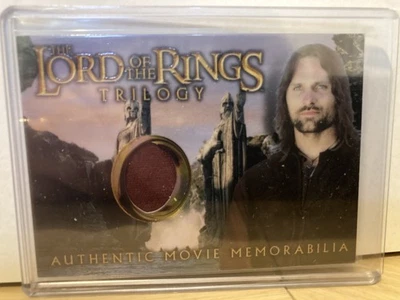 THE
LORD OF THE RINGS
TRILOGY
AUTHENTIC MOVIE MEMORABILIA